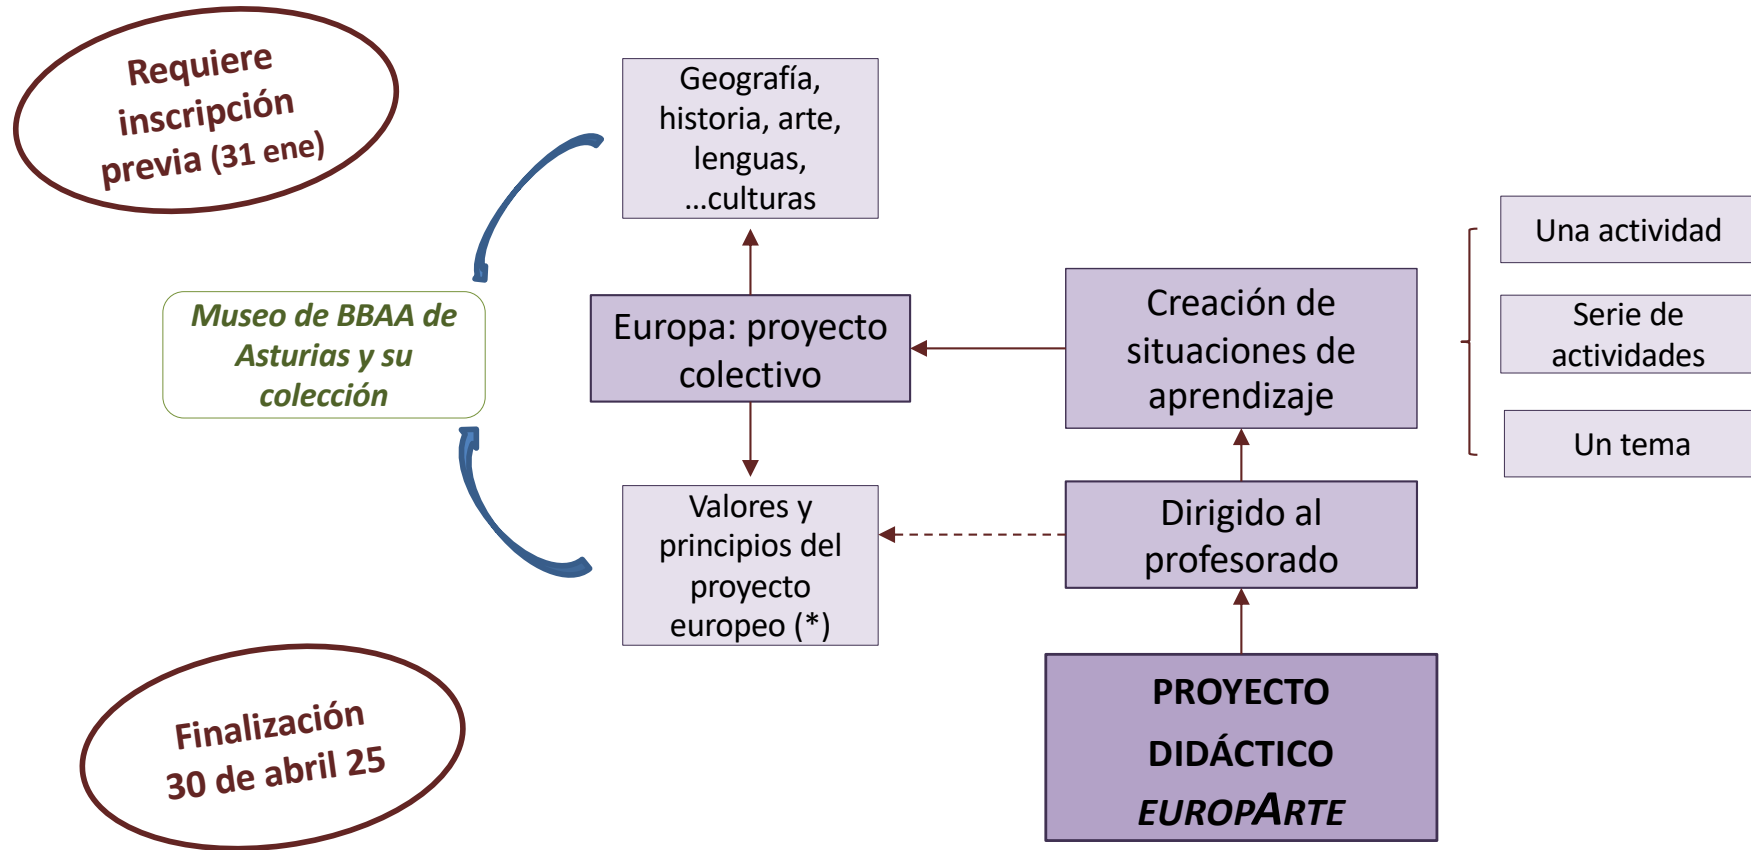 Requiere
inscripción
previa (31 ene)
Geografía,
historia, arte,
lenguas,
...culturas
Una actividad
Serie de
actividades
Un tema
Creación de
situaciones de
aprendizaje
Europa: proyecto
colectivo
Museo de BBAA de
Asturias y su
colección
Valores y
principios del
proyecto
europeo (*)
Dirigido al
profesorado
PROYECTO
DIDÁCTICO
EUROPARTE
Finalización
30 de abril 25